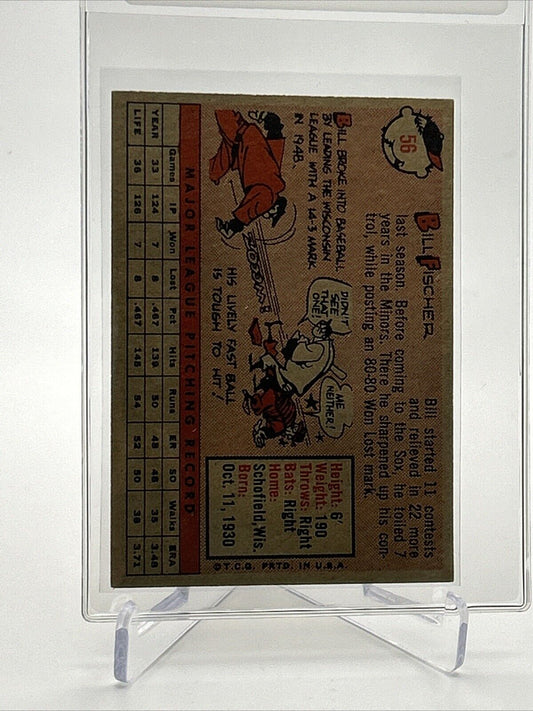 56
BILL FISCHER
Bill started 11 contests
and relieved in 22 more
last season. Before coming to the Sox, he toiled 7
years in the Minors. There he sharpened up his con-
trol, while posting an 80-80 Won Lost mark.
BILL BROKE INTO BASEBALL
BY LEADING THE WISCONSIN
LEAGUE WITH A 14-3 MARK
IN 1948.
DIDN'T
SEE
THAT
ONE!
ME
NEITHER!
HIS LIVELY FAST BALL
IS TOUGH TO HIT!
Height: 6'
Weight: 190
Throws: Right
Bats: Right
Home:
Schofield, Wis.
Born:
Oct. 11, 1930
MAJOR LEAGUE PITCHING RECORD
Games IP Won Lost Pct Hits Runs ER SO Walks ERA
YEAR 33 124 7 8 .467 139 50 48 48 35 3.48
LIFE 36 126 7 8 .467 145 54 52 50 38 3.71
©T.C.G. PRTD. IN U.S.A.